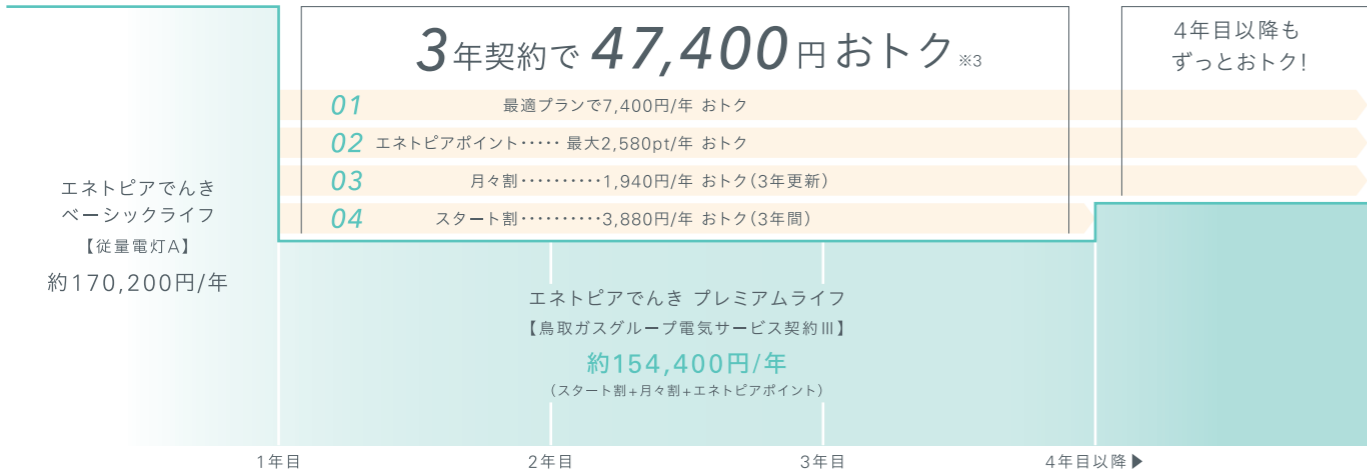 3年契約で 47,400円 おトク※3
4年目以降も
ずっとおトク!
01 最適プランで7,400円/年 おトク
02 エネトピアポイント‥‥‥ 最大2,580pt/年 おトク
03 月々割‥‥‥‥‥1,940円/年 おトク(3年更新)
04 スタート割‥‥‥‥‥3,880円/年 おトク(3年間)
エネトピアでんき
ベーシックライフ
【従量電灯A】
約170,200円/年
エネトピアでんき プレミアムライフ
【鳥取ガスグループ電気サービス契約Ⅲ】
約154,400円/年
(スタート割+月々割+エネトピアポイント)
1年目 2年目 3年目 4年目以降▶